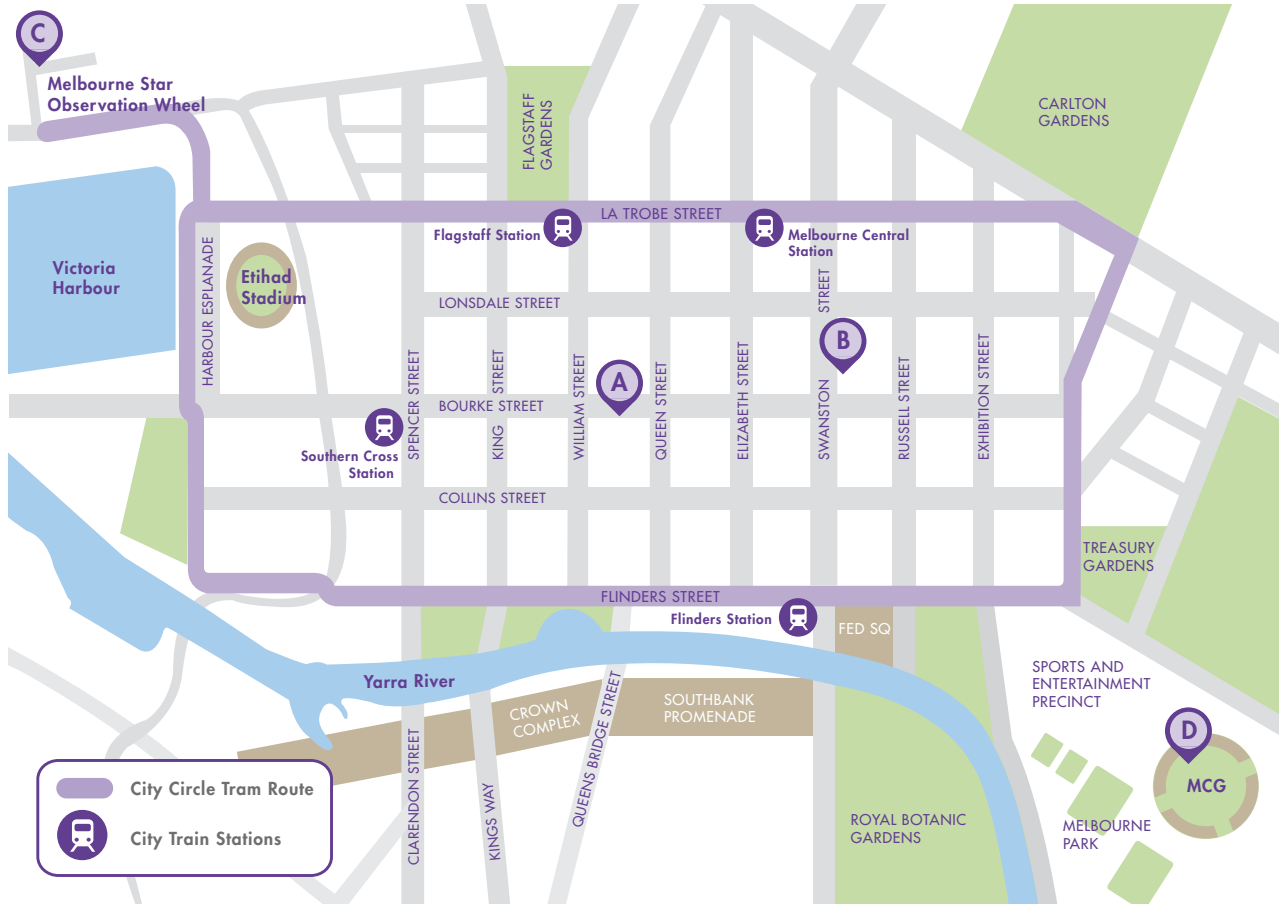 C
Melbourne Star
Observation Wheel
FLAGSTAFF
GARDENS
CARLTON
GARDENS
LA TROBE STREET
Flagstaff Station
Melbourne Central
Station
Victoria
Harbour
HARBOUR ESPLANADE
Etihad
Stadium
LONSDALE STREET
STREET
B
A
SPENCER STREET
KING
STREET
WILLIAM STREET
QUEEN STREET
ELIZABETH STREET
SWANSTON
RUSSELL STREET
EXHIBITION STREET
BOURKE STREET
Southern Cross
Station
COLLINS STREET
TREASURY
GARDENS
FLINDERS STREET
Flinders Station
FED SQ
Yarra River
SPORTS AND
ENTERTAINMENT
PRECINCT
CROWN
COMPLEX
SOUTHBANK
PROMENADE
QUEENS BRIDGE STREET
CLARENDON STREET
KINGS WAY
D
MCG
ROYAL BOTANIC
GARDENS
MELBOURNE
PARK
City Circle Tram Route
City Train Stations